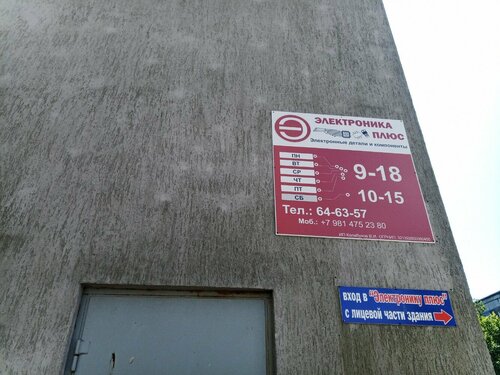 Э ЭЛЕКТРОНИКА
ПЛЮС
Электронные детали и компоненты
ПН
ВТ
СР
ЧТ
ПТ
СБ
9-18
10-15
Тел.: 64-63-57
Моб.: +7 981 475 23 80
вход в "Электронику плюс"
с лицевой части здания